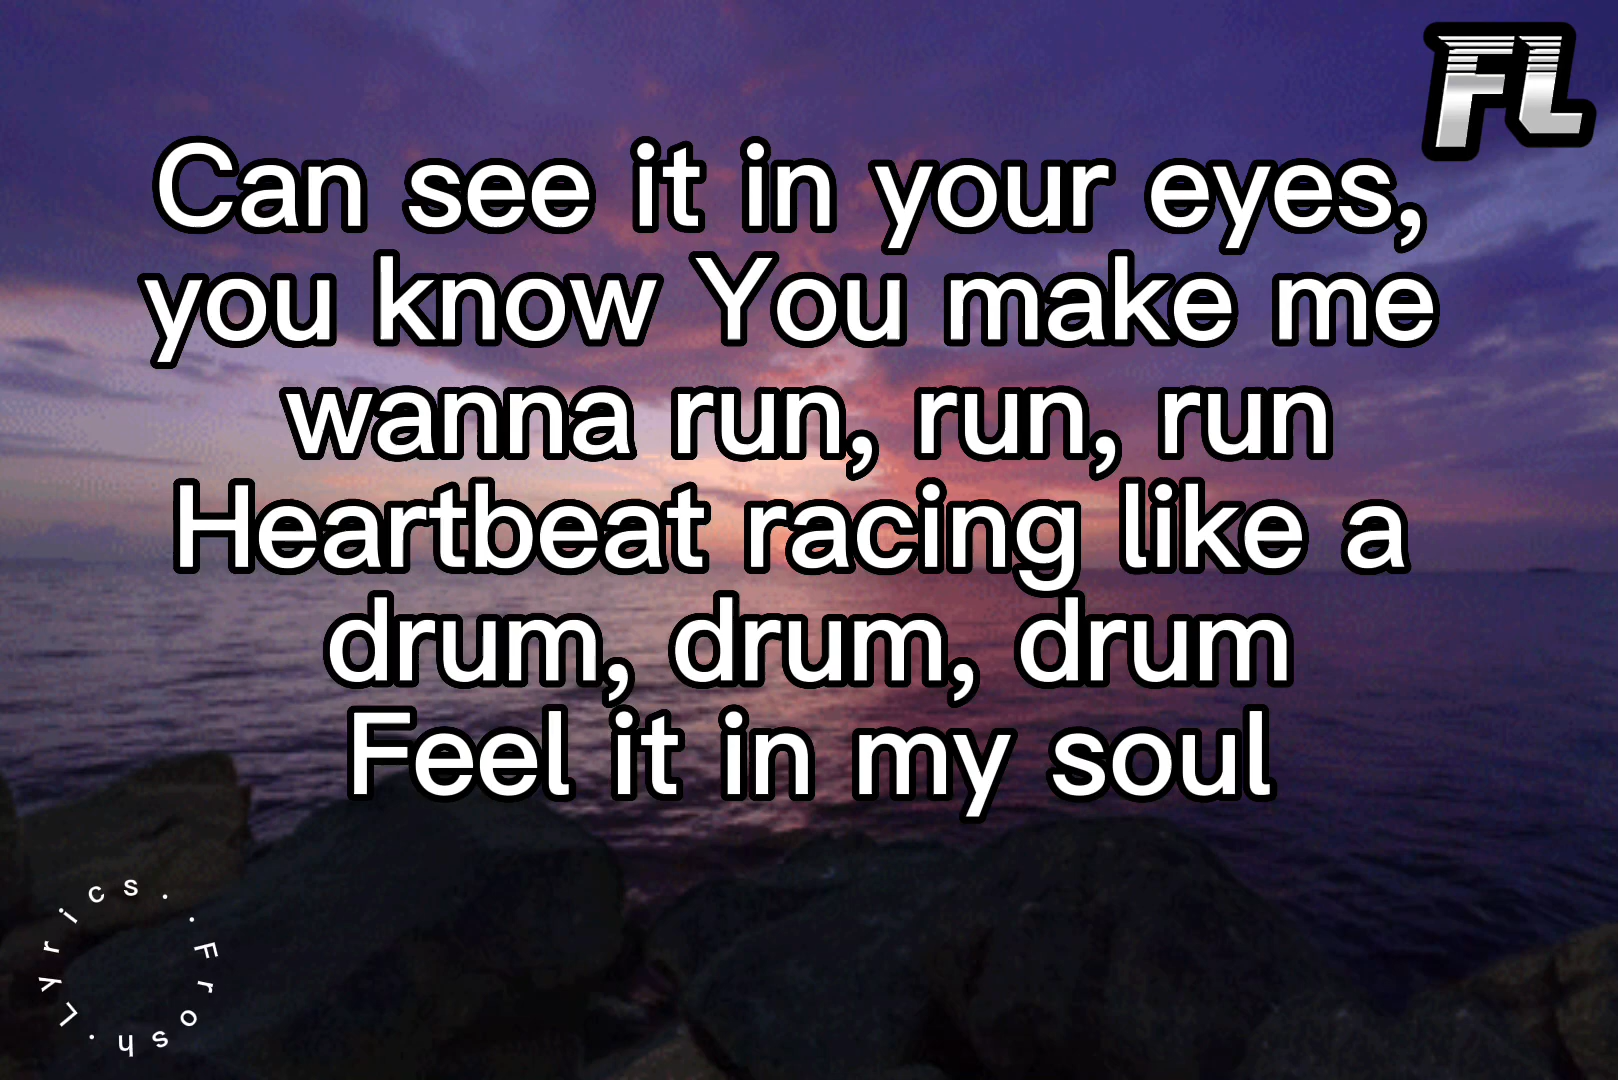 FL
Can see it in your eyes,
you know You make me
wanna run, run, run
Heartbeat racing like a
drum, drum, drum
Feel it in my soul
.Frosh.Lyrics.